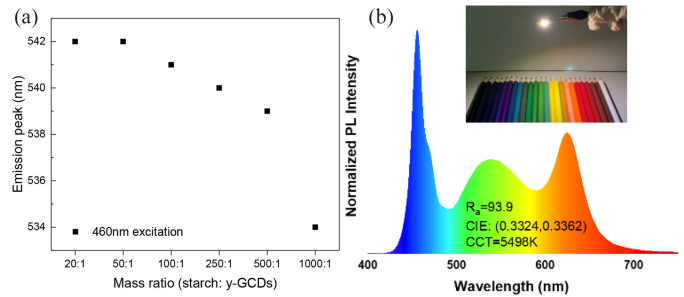 (a)
542
540
538
536
534
Emission peak (nm)
460nm excitation
20:1
50:1
100:1
250:1
500:1
1000:1
Mass ratio (starch: y-GCDs)
(b)
Normalized PL Intensity
Ra=93.9
CIE: (0.3324,0.3362)
CCT=5498K
400
500
600
700
Wavelength (nm)